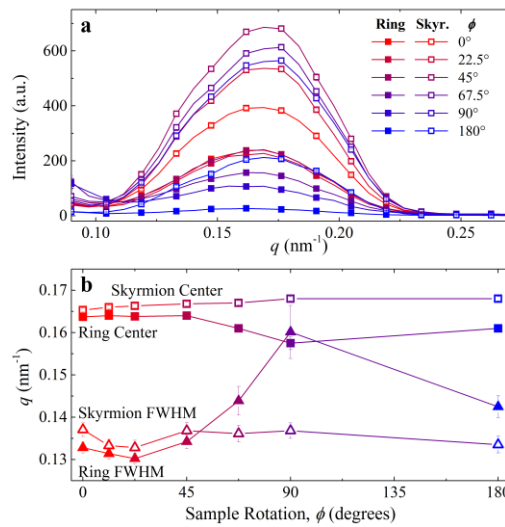 a
Ring Skyr. ϕ
0°
22.5°
45°
67.5°
90°
180°
Intensity (a.u.)
600
400
200
0
0.10 0.15 0.20 0.25
q (nm⁻¹)
b
Skyrmion Center
Ring Center
Skyrmion FWHM
Ring FWHM
q (nm⁻¹)
0.17
0.16
0.14
0.13
0 45 90 135 180
Sample Rotation, ϕ (degrees)